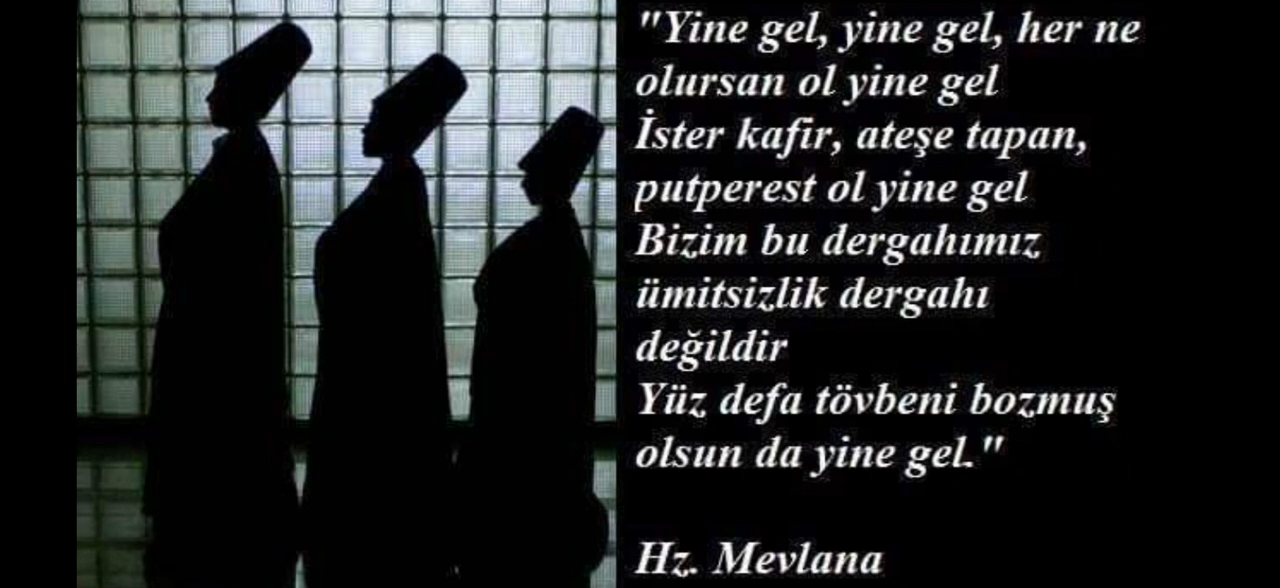 "Yine gel, yine gel, her ne
olursan ol yine gel
İster kafir, ateşe tapan,
putperest ol yine gel
Bizim bu dergahımız
ümitsizlik dergahı
değildir
Yüz defa tövbeni bozmuş
olsun da yine gel."
Hz. Mevlana